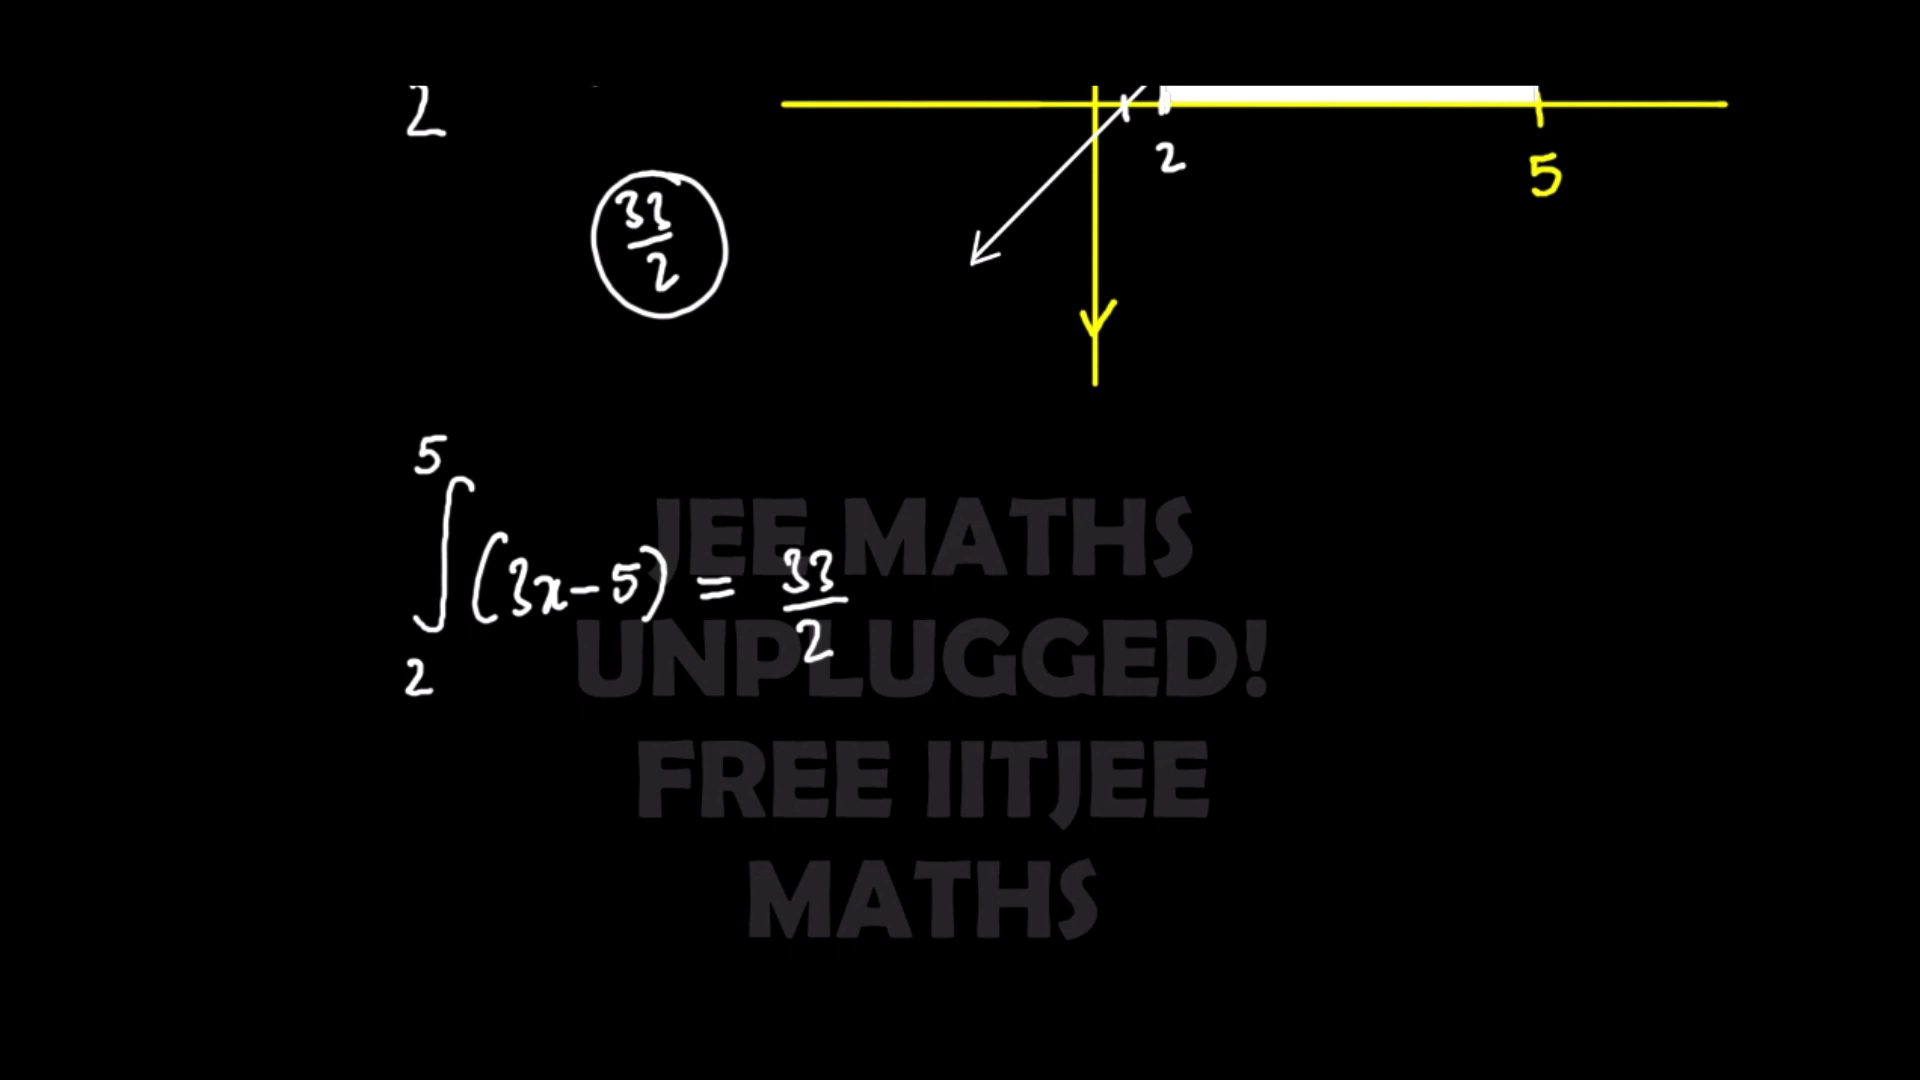 2
2
5
33
2
5
∫ (3x-5) = 33/2
2
JEE MATHS
UNPLUGGED!
FREE IITJEE
MATHS